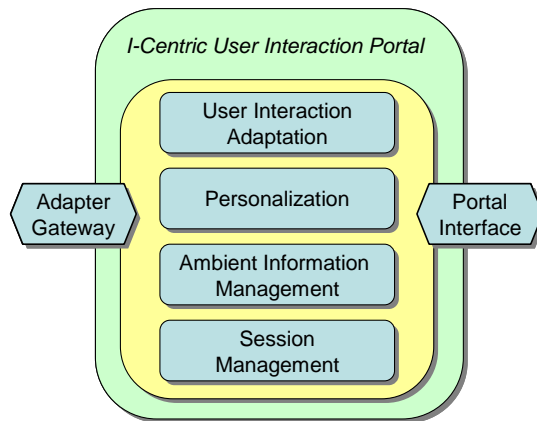 I-Centric User Interaction Portal
User Interaction
Adaptation
Personalization
Adapter
Gateway
Portal
Interface
Ambient Information
Management
Session
Management